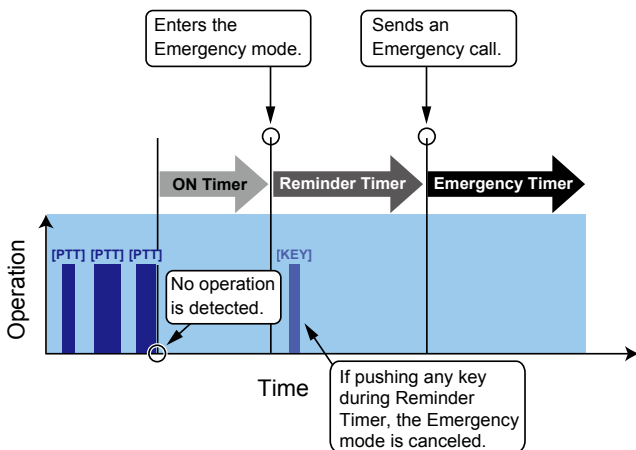 Enters the
Emergency mode.
Sends an
Emergency call.
ON Timer
Reminder Timer
Emergency Timer
[PTT]
[PTT]
[PTT]
[KEY]
No operation
is detected.
Operation
Time
If pushing any key
during Reminder
Timer, the Emergency
mode is canceled.